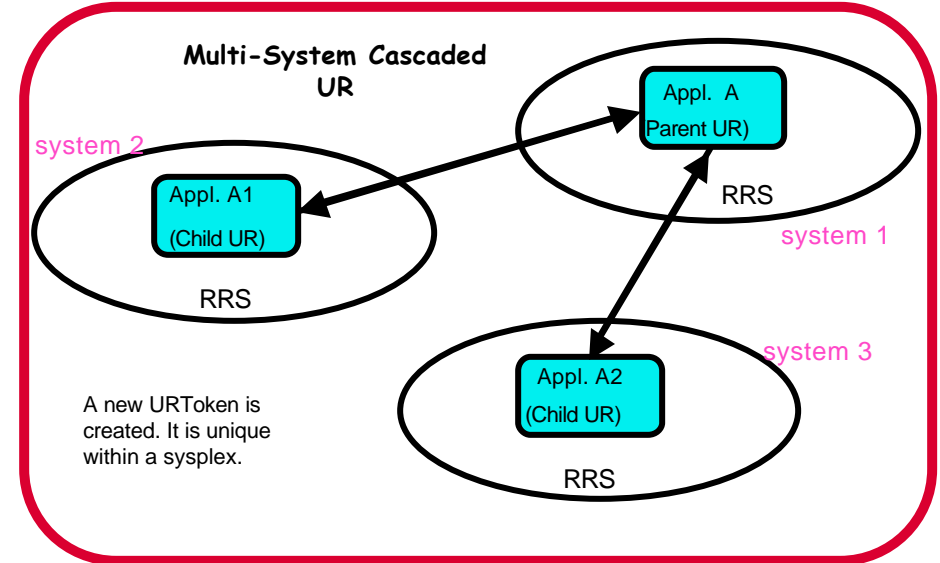 Multi-System Cascaded
UR
Appl. A
Parent UR)
RRS
system 1
system 2
Appl. A1
(Child UR)
RRS
system 3
Appl. A2
(Child UR)
RRS
A new URToken is
created. It is unique
within a sysplex.